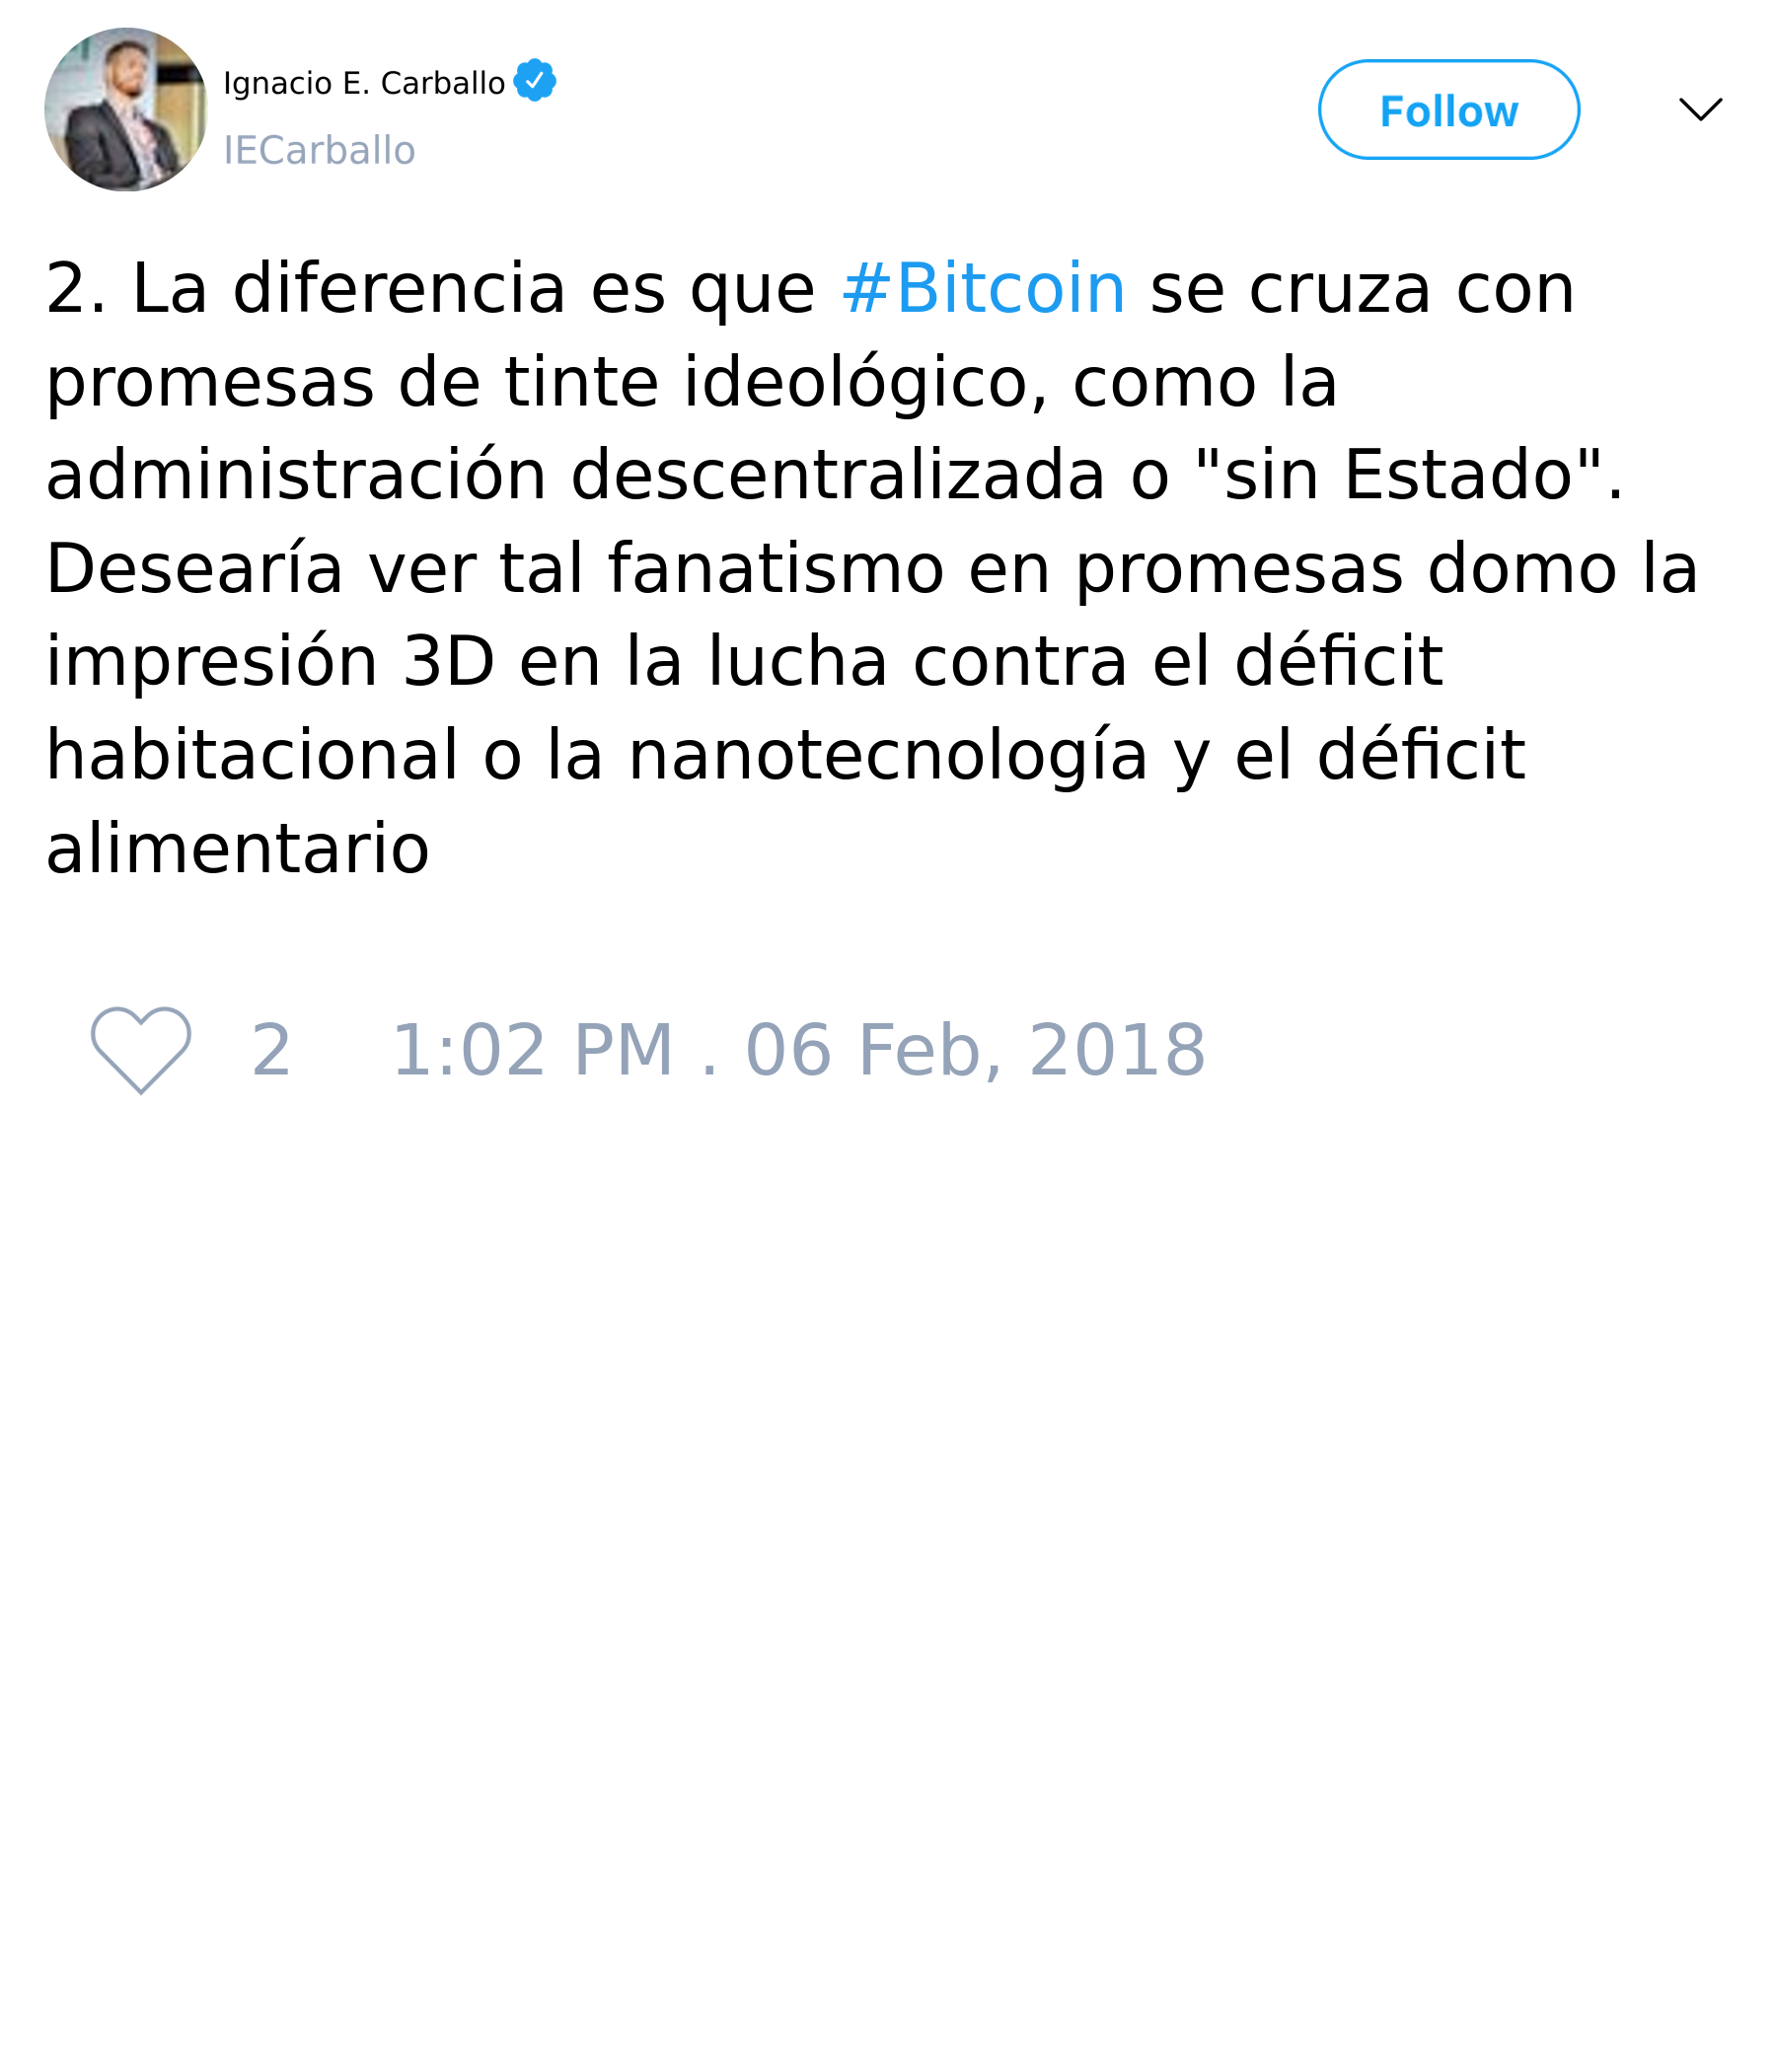 Ignacio E. Carballo
IECarballo
Follow
2. La diferencia es que #Bitcoin se cruza con
promesas de tinte ideológico, como la
administración descentralizada o "sin Estado".
Desearía ver tal fanatismo en promesas domo la
impresión 3D en la lucha contra el déficit
habitacional o la nanotecnología y el déficit
alimentario
2 1:02 PM . 06 Feb, 2018